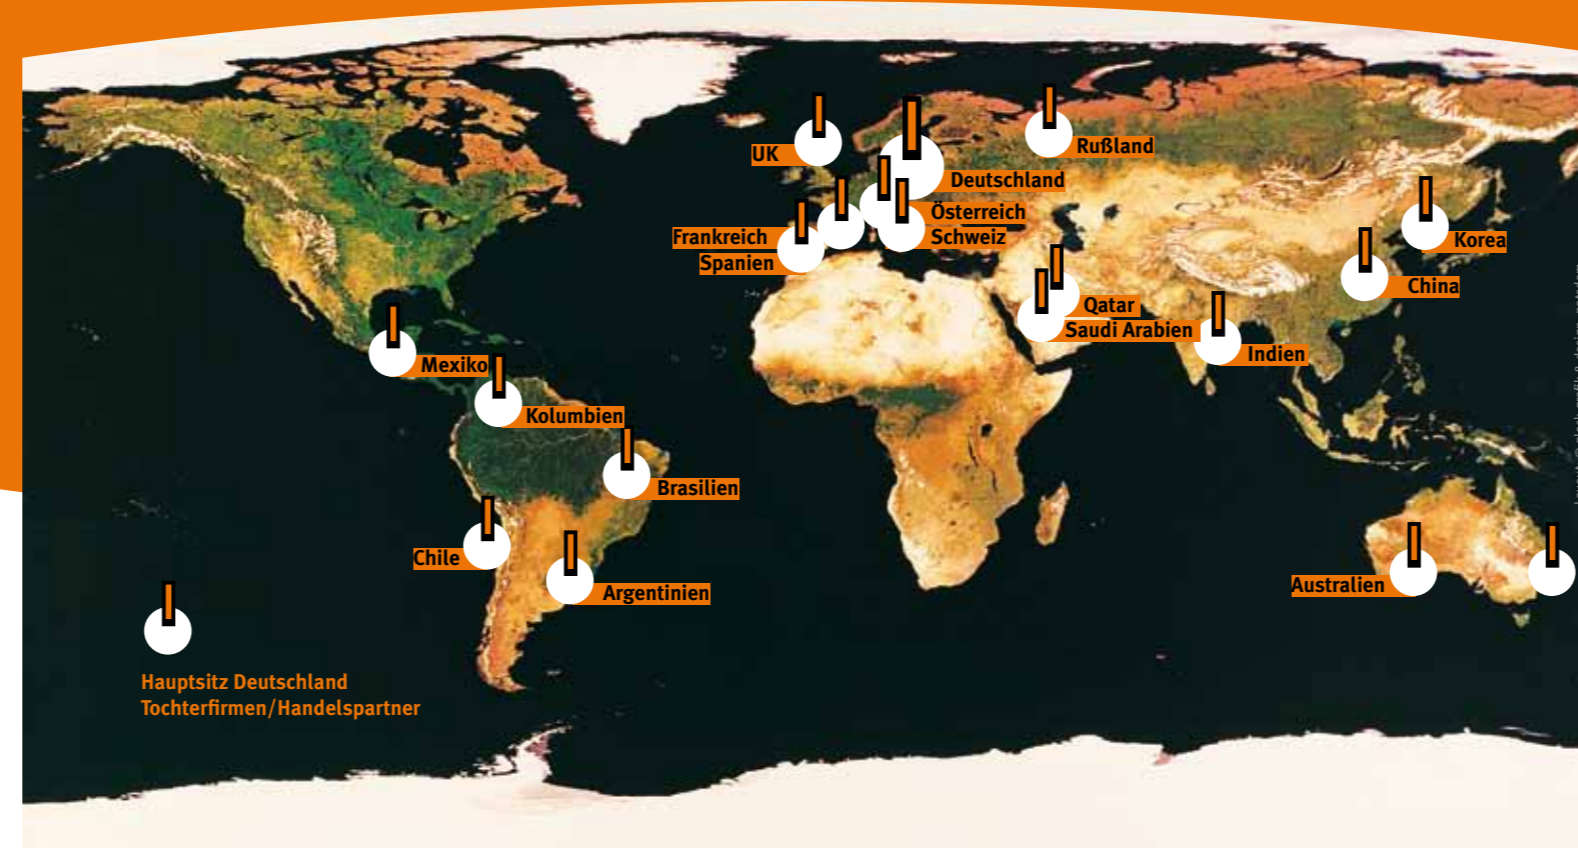 UK
Rußland
Deutschland
Österreich
Frankreich
Schweiz
Spanien
Korea
China
Qatar
Saudi Arabien
Indien
Mexiko
Kolumbien
Brasilien
Chile
Argentinien
Australien
Hauptsitz Deutschland
Tochterfirmen/Handelspartner